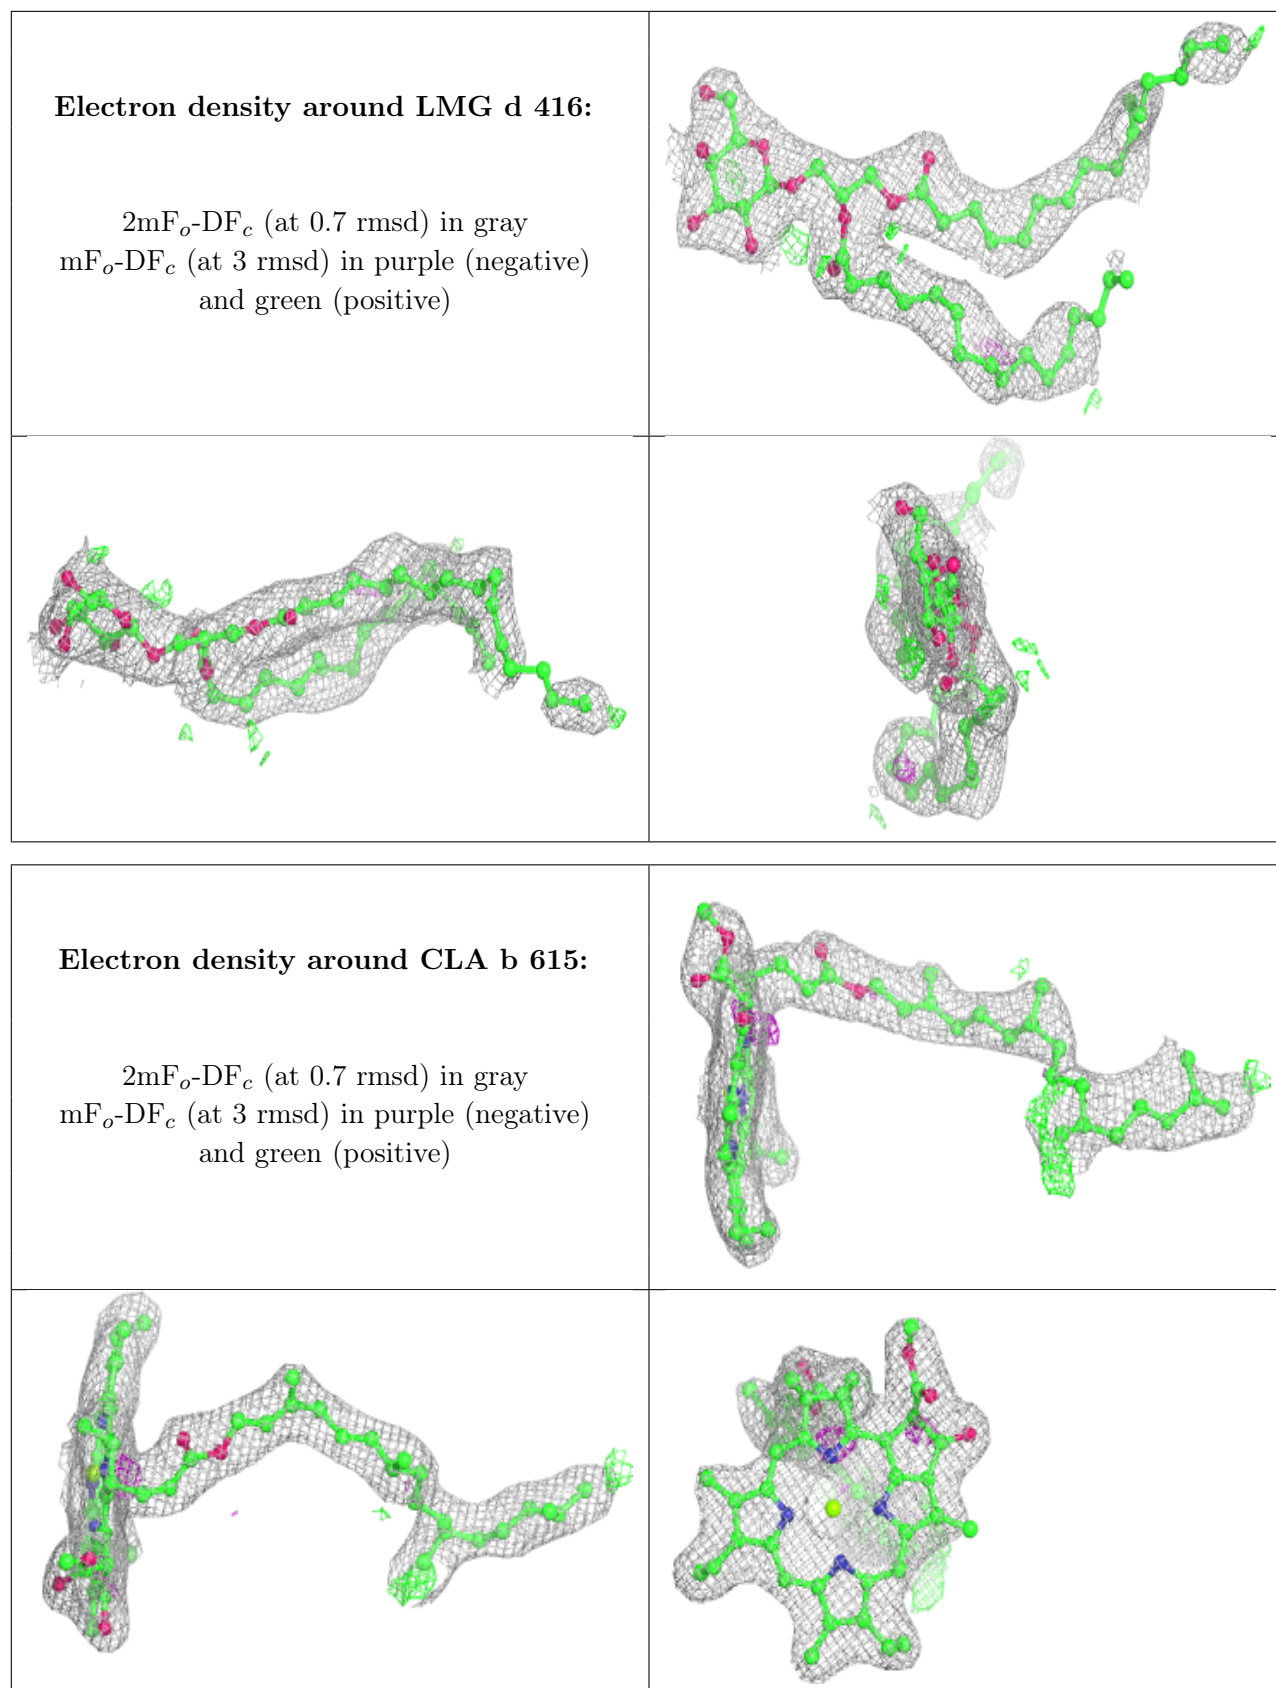 Electron density around LMG d 416:
2mFo-DFc (at 0.7 rmsd) in gray
mFo-DFc (at 3 rmsd) in purple (negative)
and green (positive)
Electron density around CLA b 615:
2mFo-DFc (at 0.7 rmsd) in gray
mFo-DFc (at 3 rmsd) in purple (negative)
and green (positive)